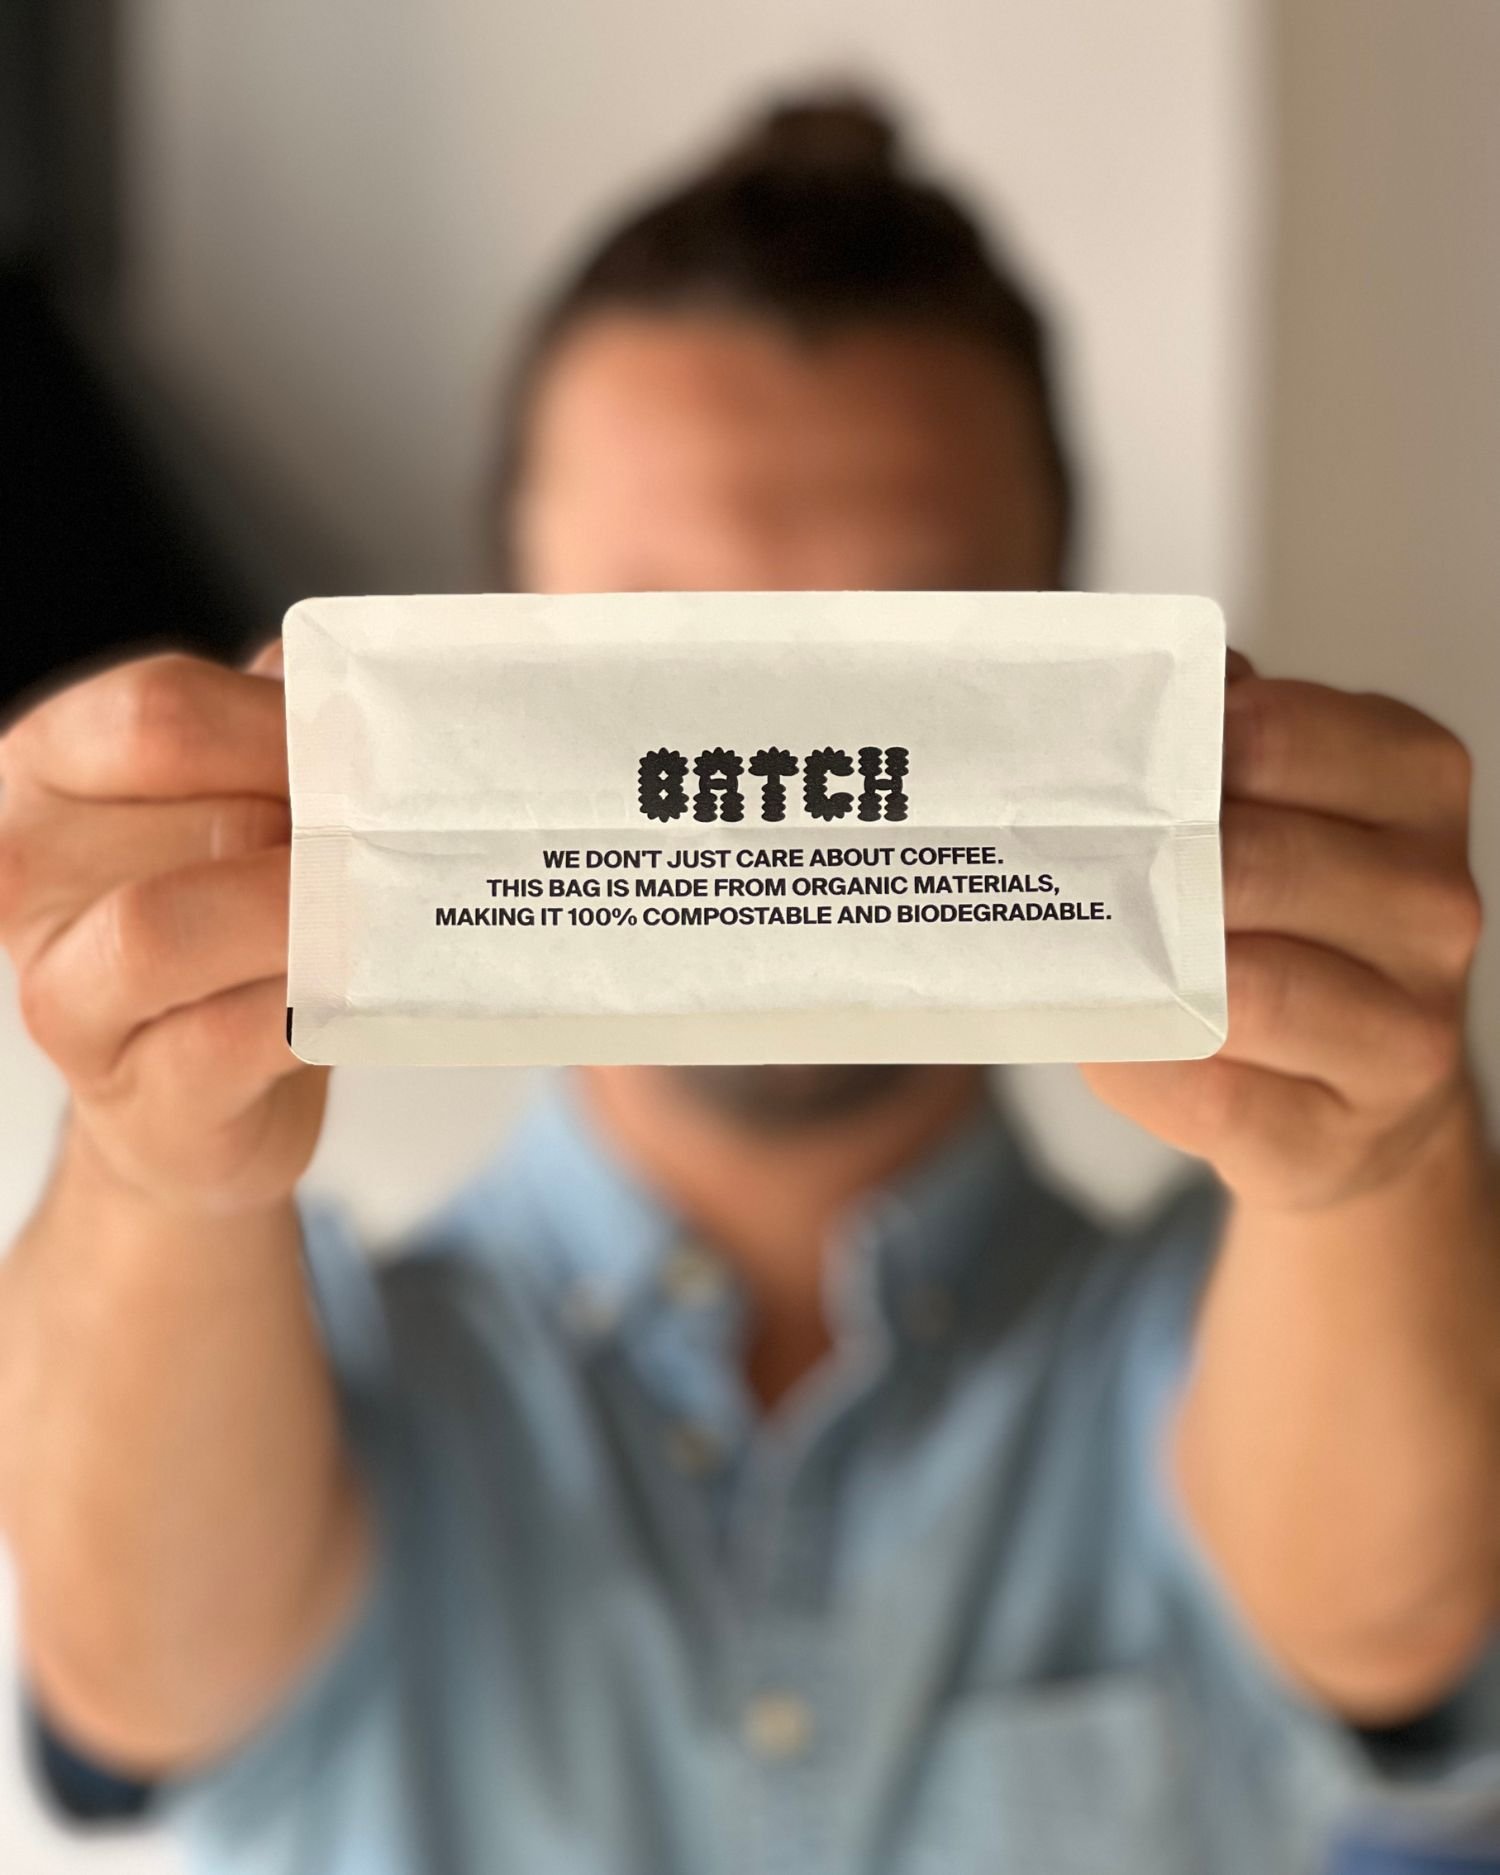 BATCH
WE DON'T JUST CARE ABOUT COFFEE.
THIS BAG IS MADE FROM ORGANIC MATERIALS,
MAKING IT 100% COMPOSTABLE AND BIODEGRADABLE.